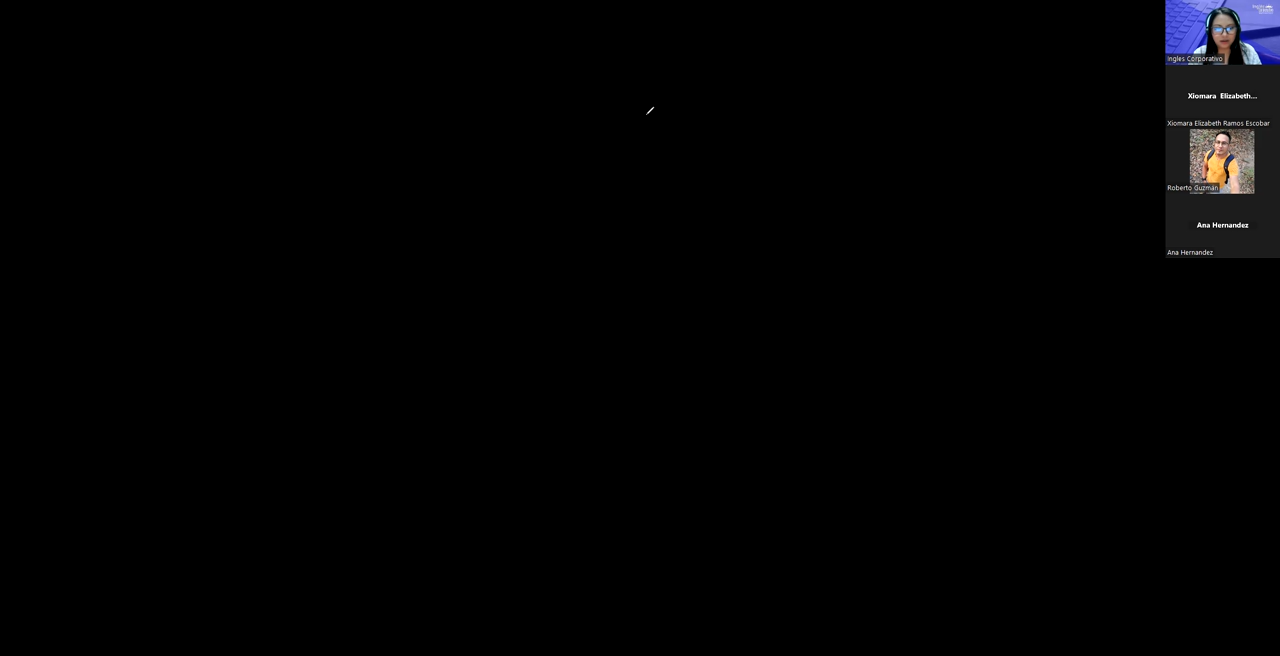 Ingles Corporativo
Xiomara Elizabeth...
Xiomara Elizabeth Ramos Escobar
Roberto Guzman
Ana Hernandez
Ana Hernandez